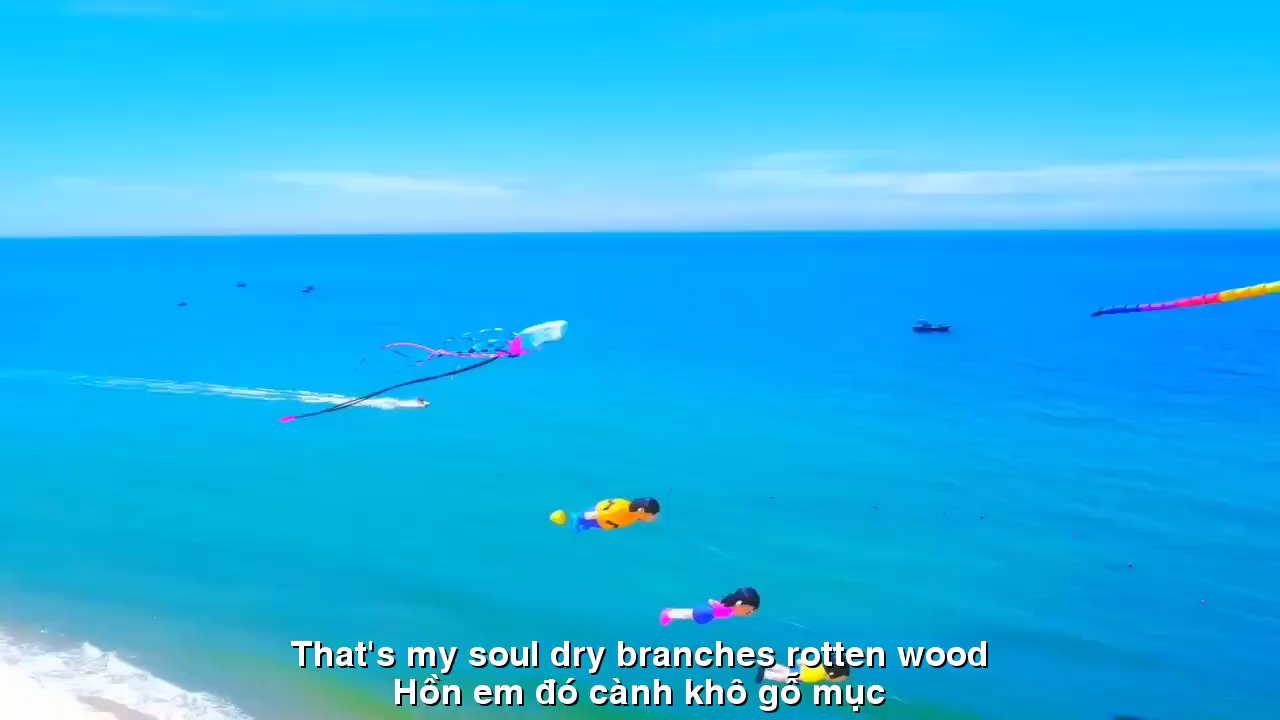 That's my soul dry branches rotten wood
Hồn em đó cành khô gỗ mục